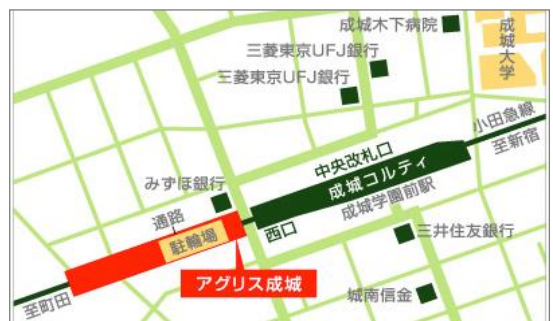 成城木下病院
成城
大学
三菱東京UFJ銀行
三菱東京UFJ銀行
小田急線
至新宿
中央改札口
成城コルティ
成城学園前駅
みずほ銀行
通路
西口
駐輪場
三井住友銀行
アグリス成城
城南信金
至町田